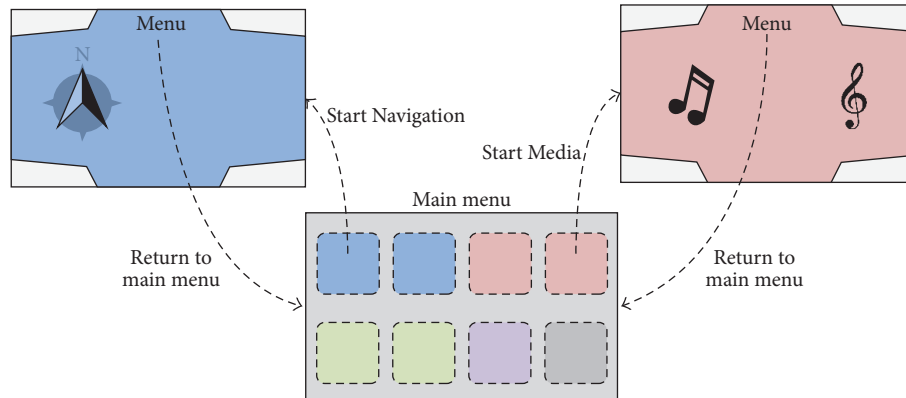 Menu
N
Menu
Start Navigation
Start Media
Main menu
Return to
main menu
Return to
main menu